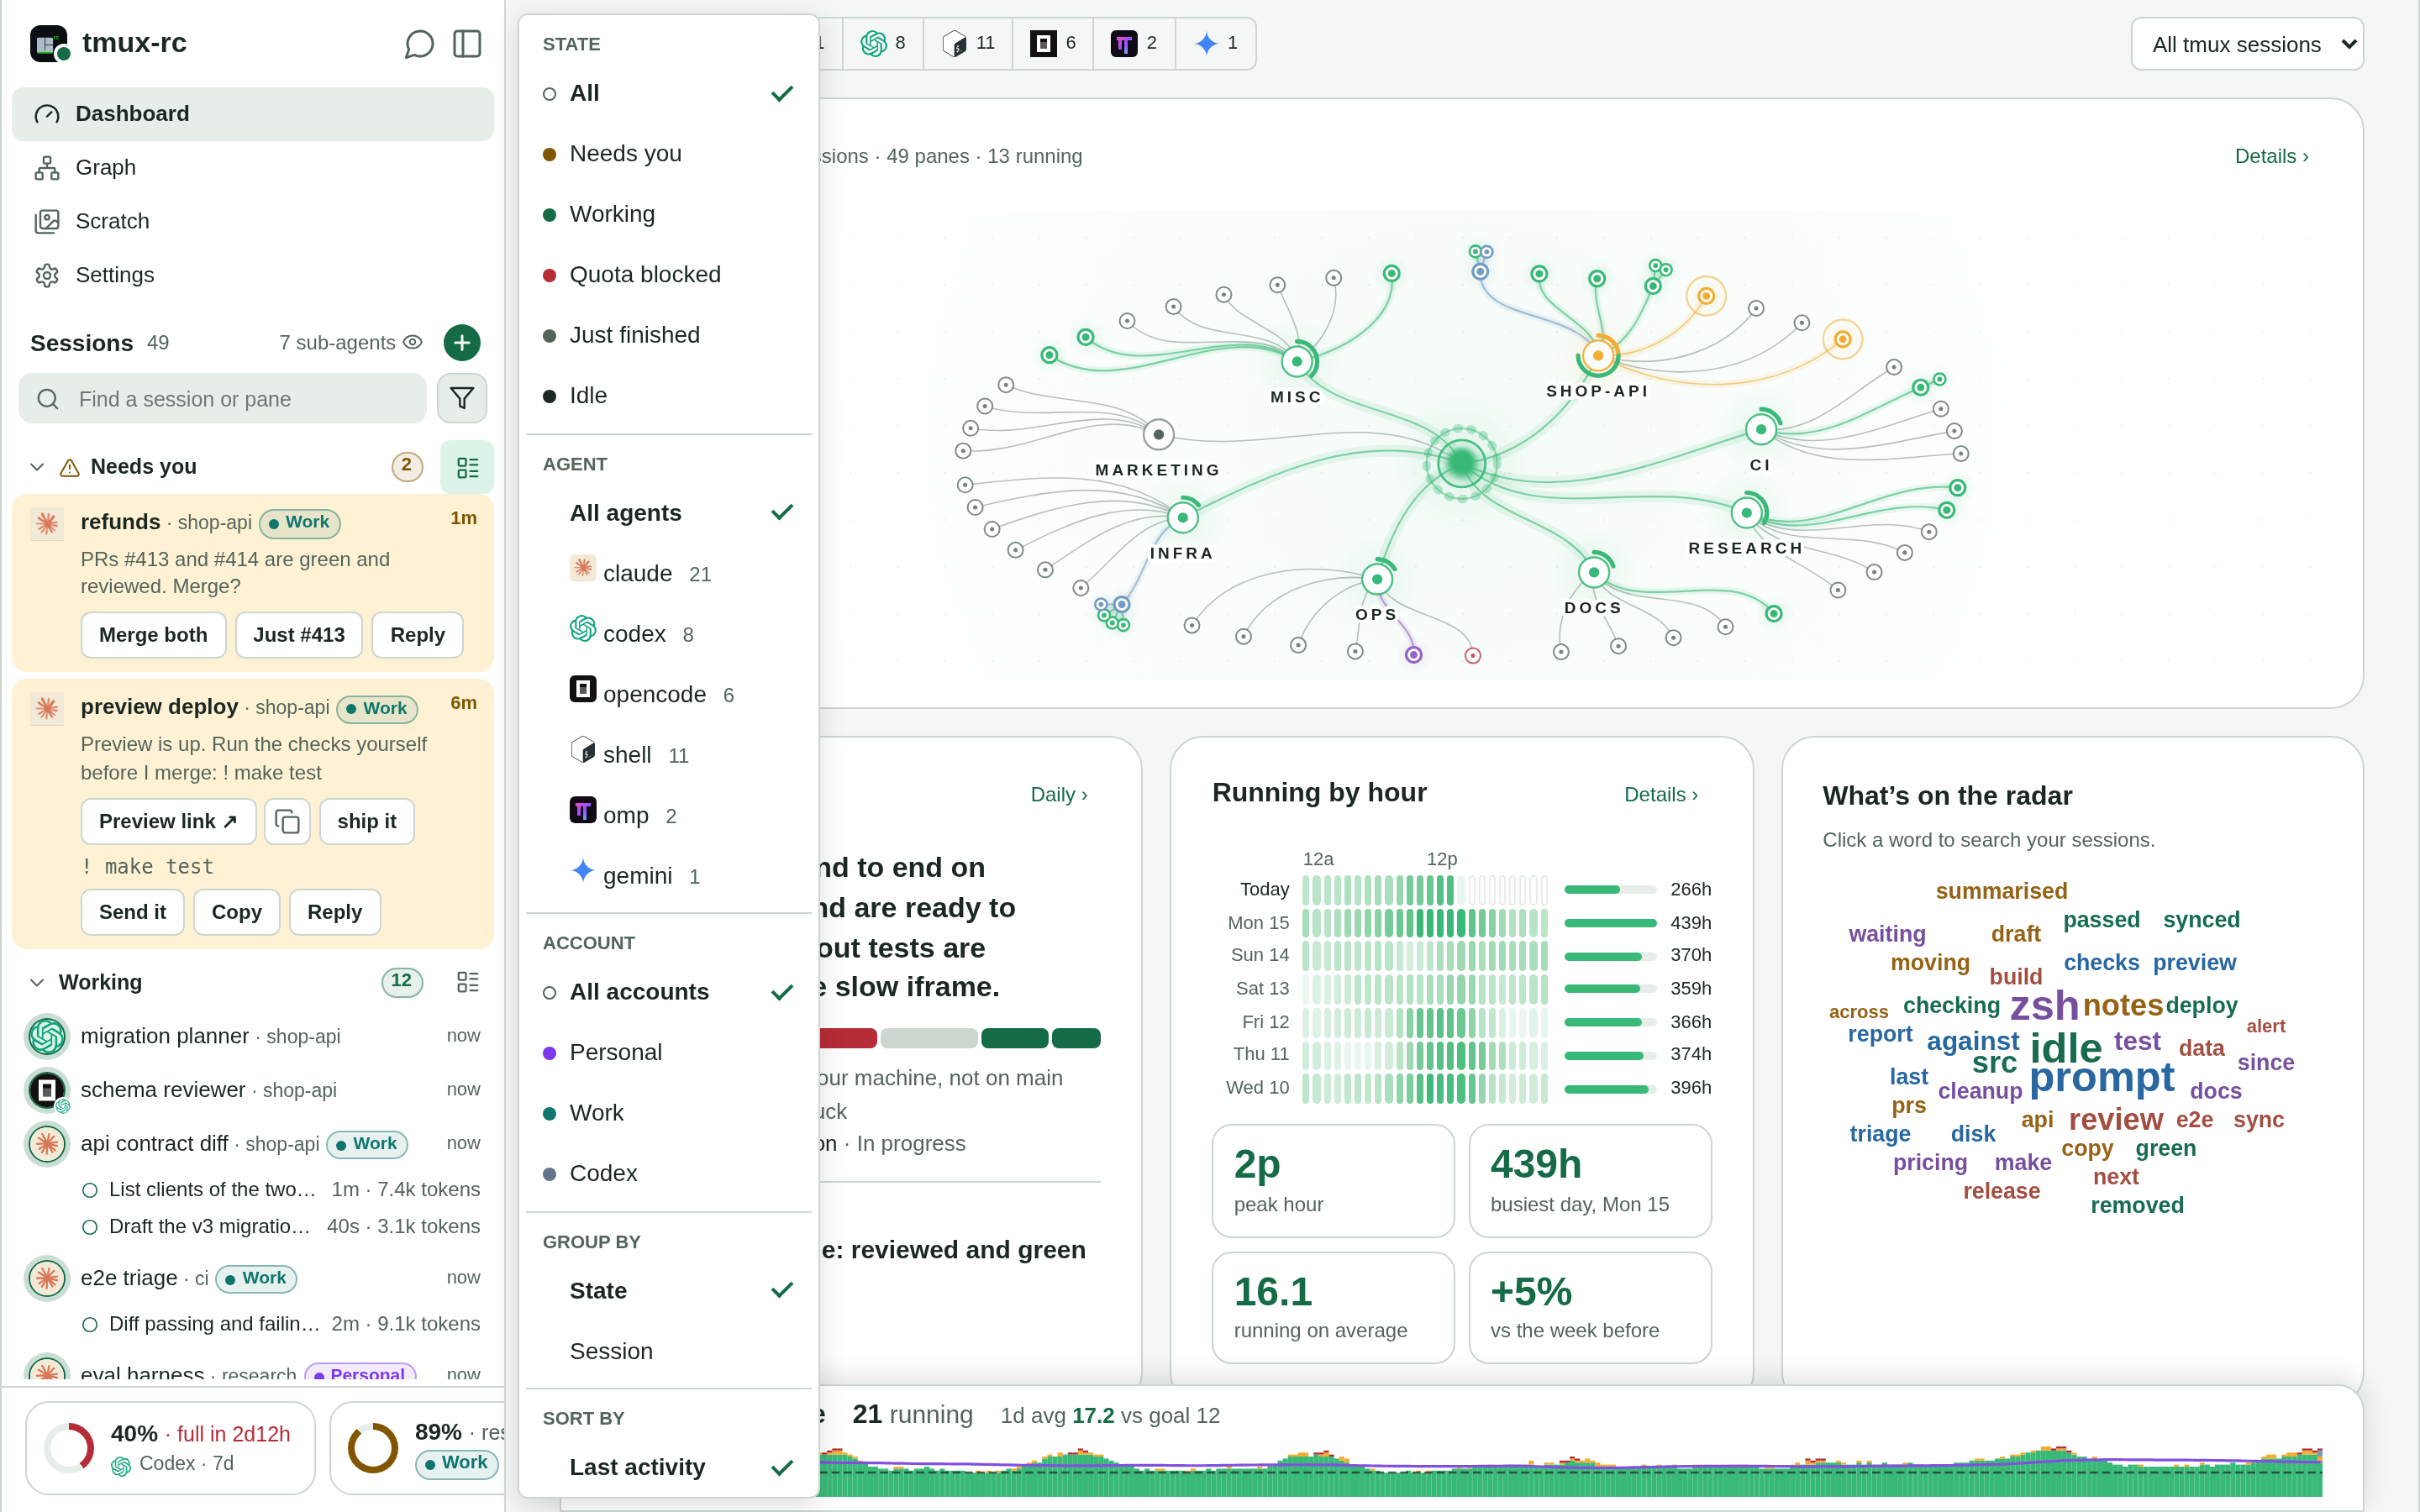 tmux-rc
Dashboard
Graph
Scratch
Settings
Sessions 49 7 sub-agents
Find a session or pane
Needs you 2
refunds · shop-api Work 1m
PRs #413 and #414 are green and
reviewed. Merge?
Merge both Just #413 Reply
preview deploy · shop-api Work 6m
Preview is up. Run the checks yourself
before I merge: ! make test
Preview link ↗ ship it
! make test
Send it Copy Reply
Working 12
migration planner · shop-api now
schema reviewer · shop-api now
api contract diff · shop-api Work now
List clients of the two… 1m · 7.4k tokens
Draft the v3 migratio… 40s · 3.1k tokens
e2e triage · ci Work now
Diff passing and failin… 2m · 9.1k tokens
eval harness · research Personal now
40% · full in 2d12h
Codex · 7d
89% · res
Work
STATE
All
Needs you
Working
Quota blocked
Just finished
Idle
AGENT
All agents
claude 21
codex 8
opencode 6
shell 11
omp 2
gemini 1
ACCOUNT
All accounts
Personal
Work
Codex
GROUP BY
State
Session
SORT BY
Last activity
8 11 6 2 1
All tmux sessions
ssions · 49 panes · 13 running
Details ›
MISC
SHOP-API
MARKETING
CI
INFRA
RESEARCH
OPS
DOCS
Daily ›
nd to end on
nd are ready to
out tests are
e slow iframe.
our machine, not on main
uck
on · In progress
e: reviewed and green
Running by hour
Details ›
12a 12p
Today 266h
Mon 15 439h
Sun 14 370h
Sat 13 359h
Fri 12 366h
Thu 11 374h
Wed 10 396h
2p
peak hour
439h
busiest day, Mon 15
16.1
running on average
+5%
vs the week before
What’s on the radar
Click a word to search your sessions.
summarised
waiting draft passed synced
moving build checks preview
across checking zsh notes deploy
report against idle test data alert
src since
last cleanup prompt docs
prs api review e2e sync
triage disk copy green
pricing make next
release removed
e 21 running 1d avg 17.2 vs goal 12